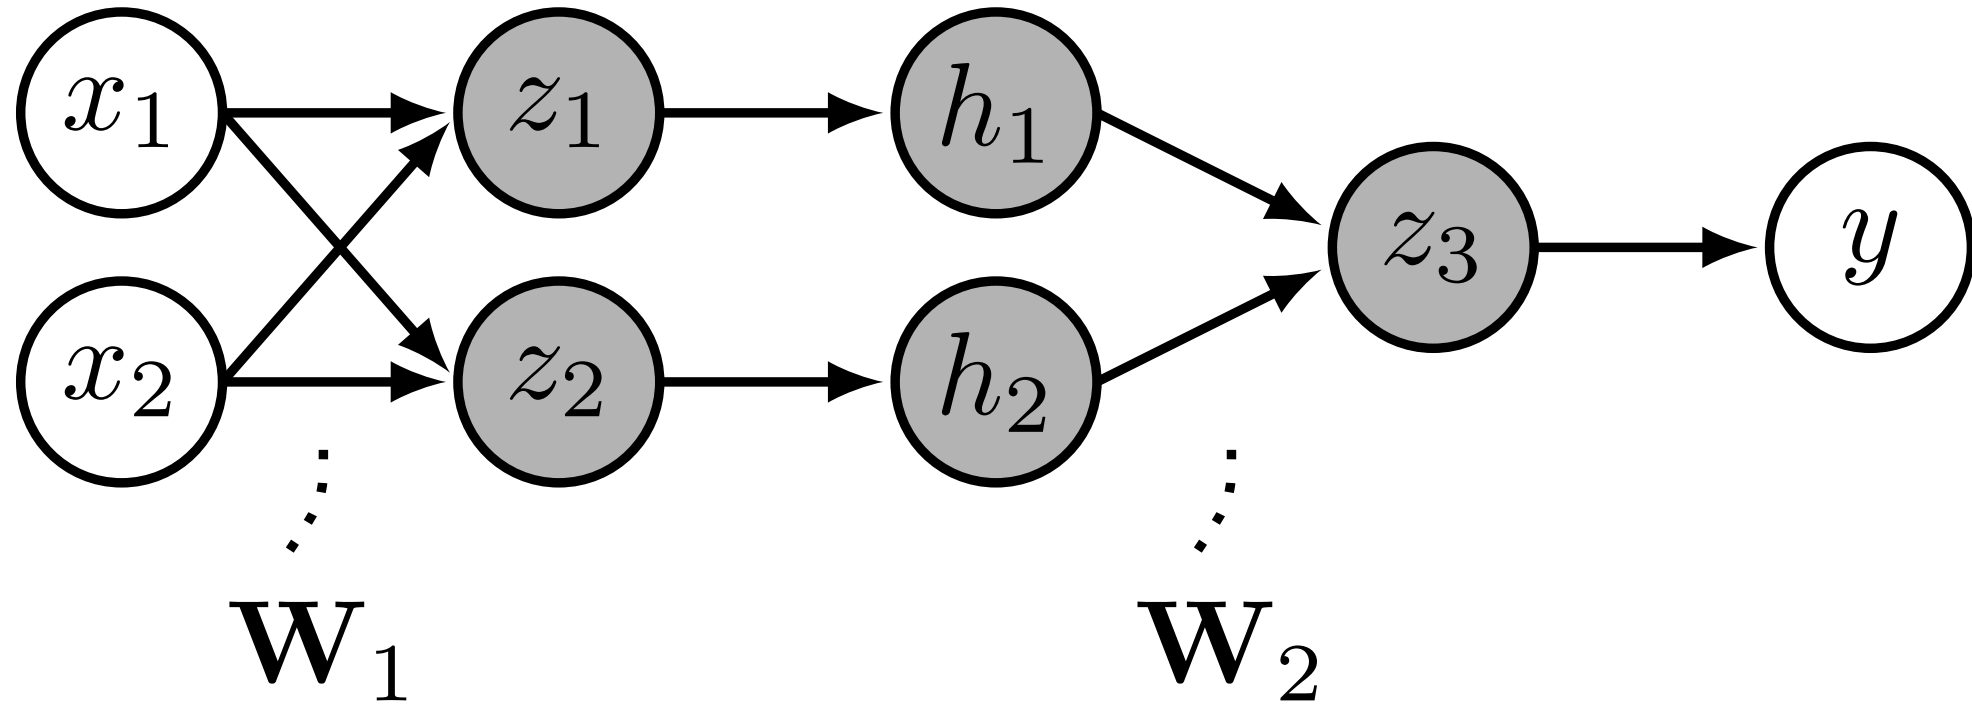 x₁ z₁ h₁
z₃ y
x₂ z₂ h₂
W₁ W₂